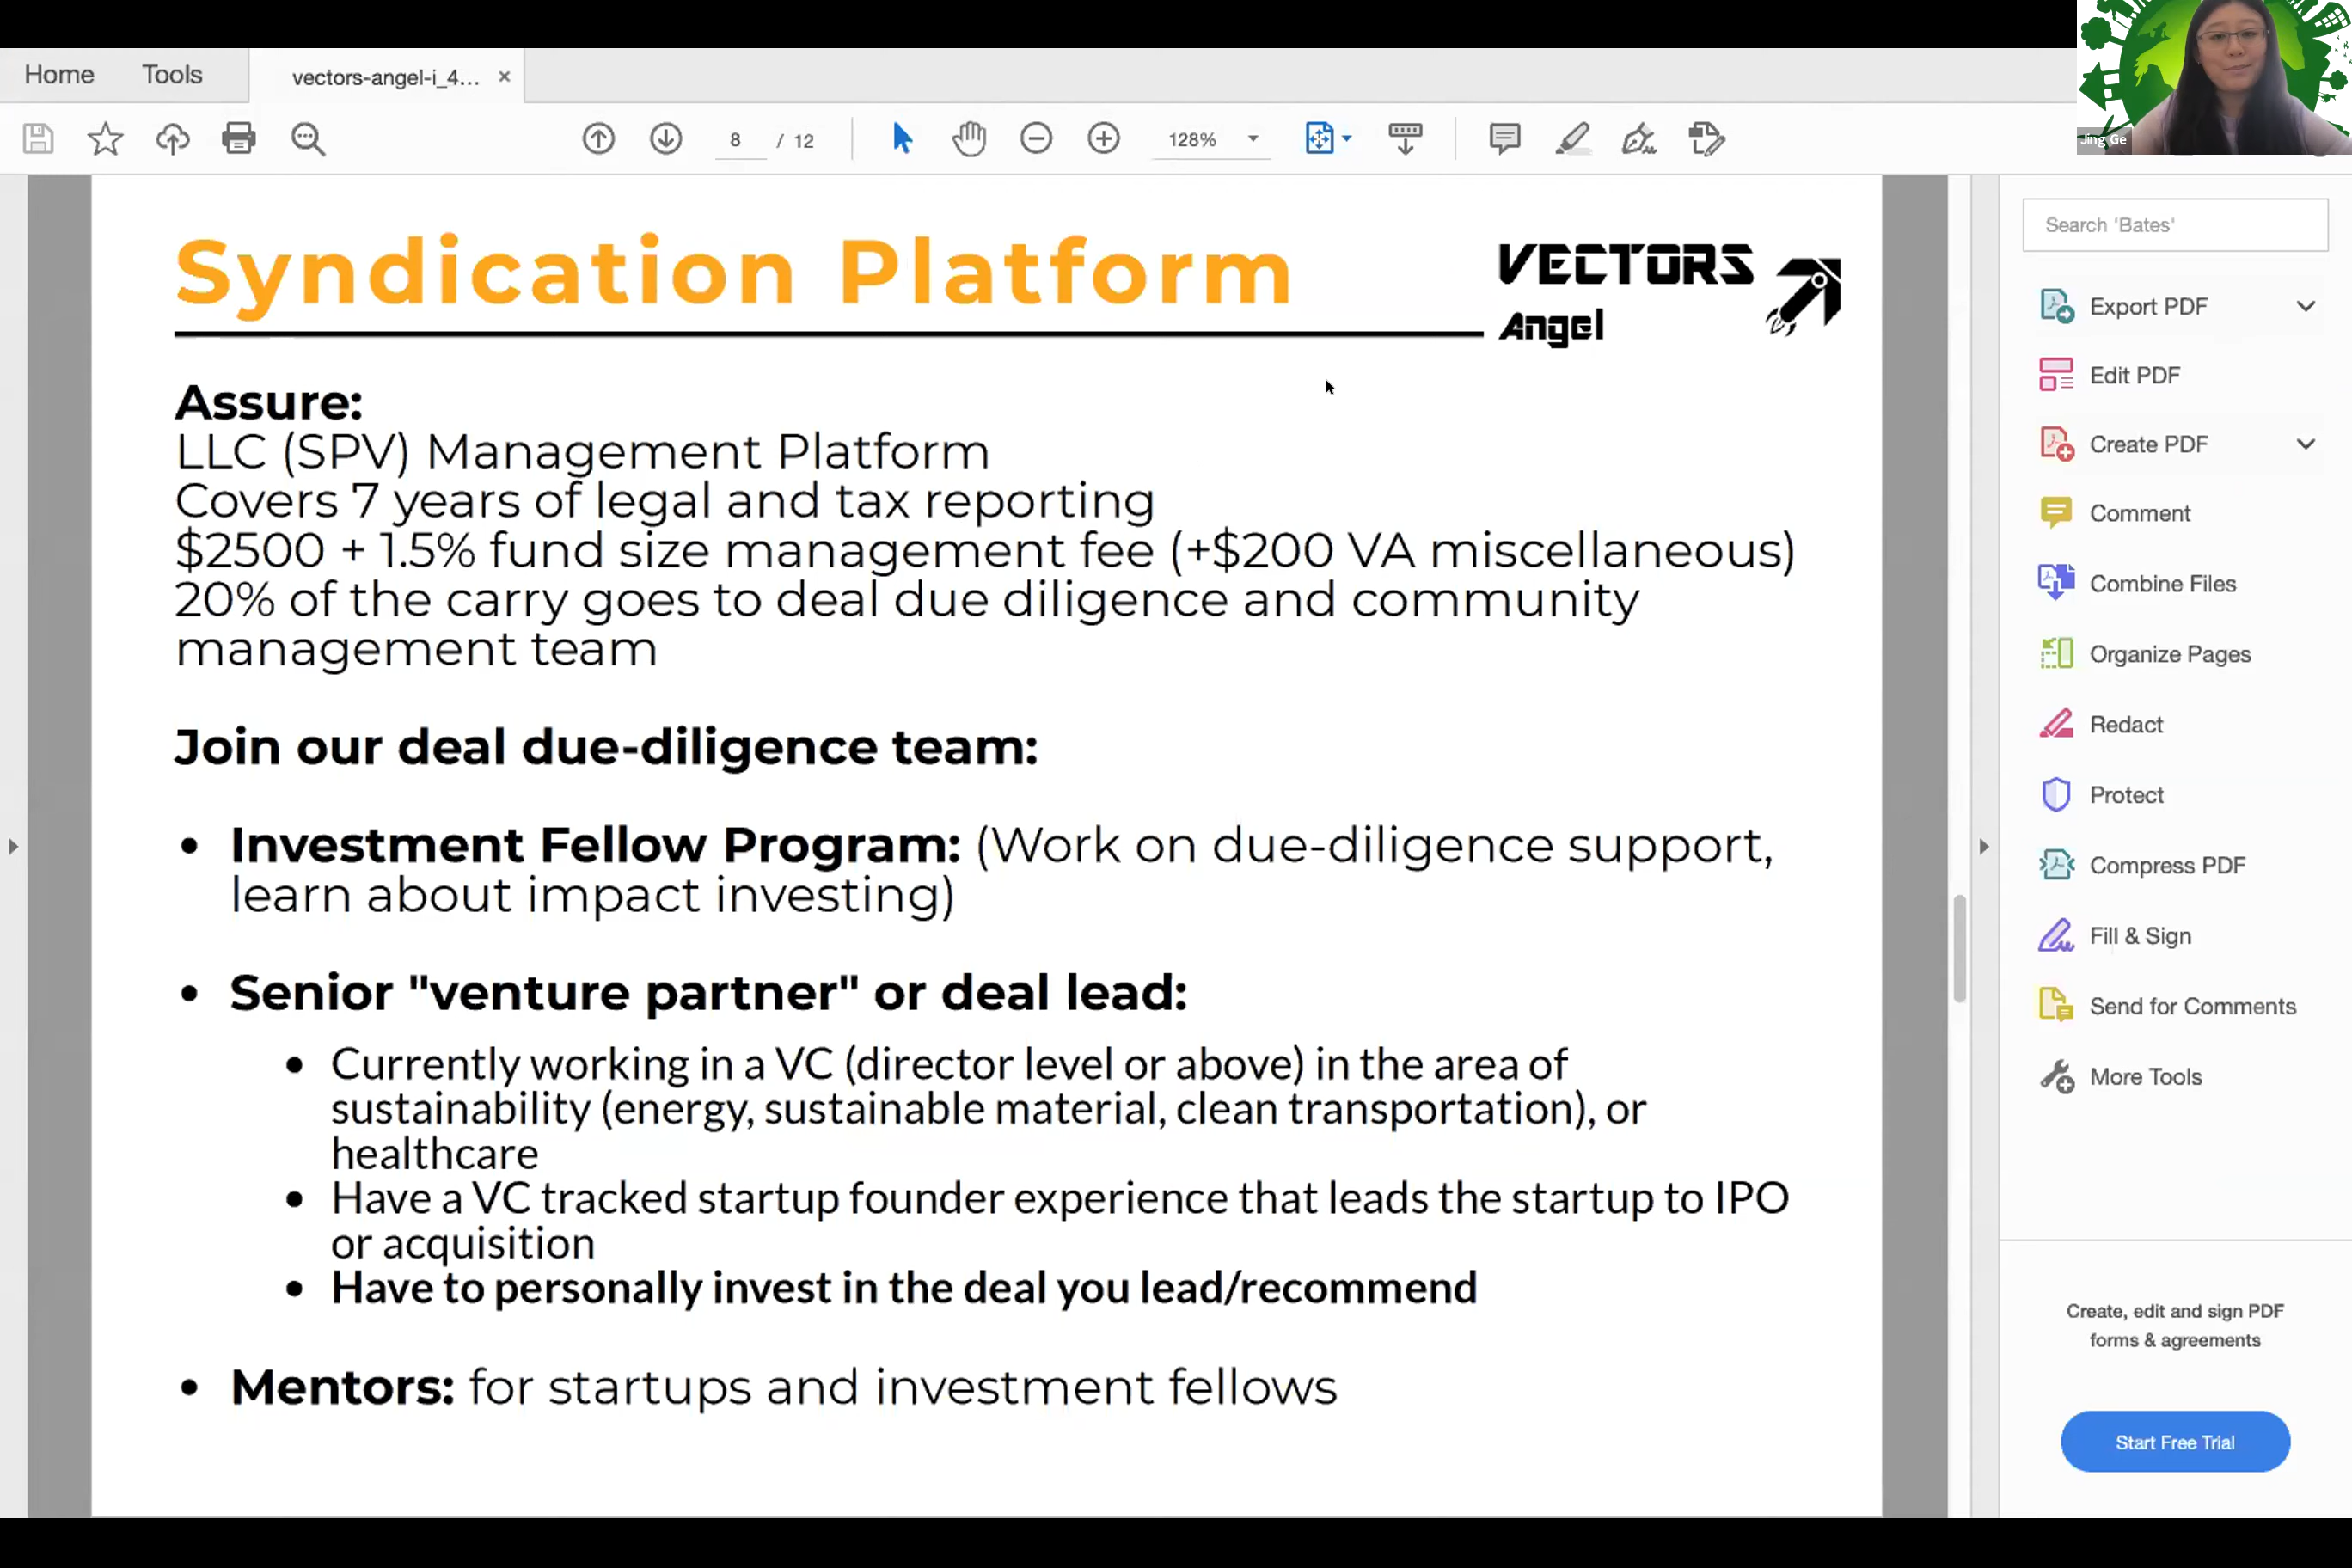 Home Tools vectors-angel-i_4... ×
8 / 12 128%
Jing Ge
Syndication Platform
VECTORS
Angel
Assure:
LLC (SPV) Management Platform
Covers 7 years of legal and tax reporting
$2500 + 1.5% fund size management fee (+$200 VA miscellaneous)
20% of the carry goes to deal due diligence and community
management team
Join our deal due-diligence team:
• Investment Fellow Program: (Work on due-diligence support,
learn about impact investing)
• Senior "venture partner" or deal lead:
• Currently working in a VC (director level or above) in the area of
sustainability (energy, sustainable material, clean transportation), or
healthcare
• Have a VC tracked startup founder experience that leads the startup to IPO
or acquisition
• Have to personally invest in the deal you lead/recommend
• Mentors: for startups and investment fellows
Search 'Bates'
Export PDF
Edit PDF
Create PDF
Comment
Combine Files
Organize Pages
Redact
Protect
Compress PDF
Fill & Sign
Send for Comments
More Tools
Create, edit and sign PDF
forms & agreements
Start Free Trial